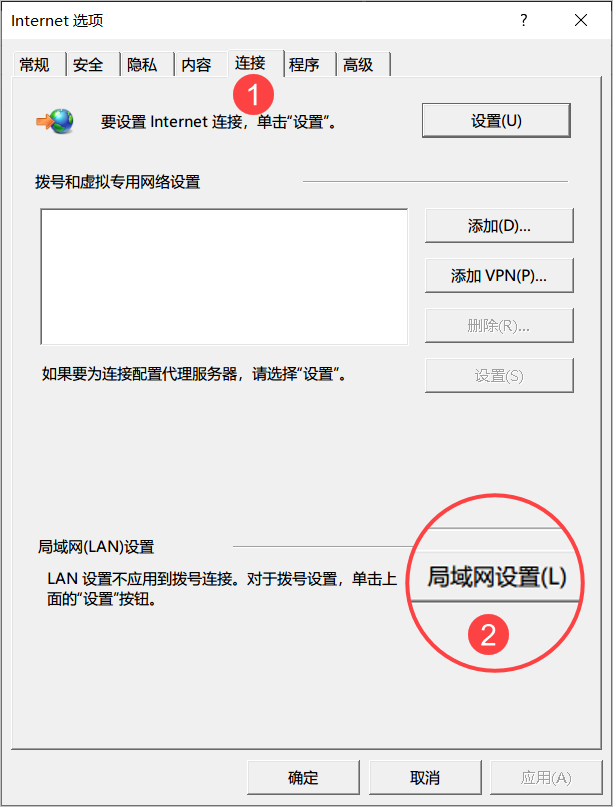 Internet 选项
?
常规 安全 隐私 内容 连接 程序 高级
1
要设置 Internet 连接，单击“设置”。
设置(U)
拨号和虚拟专用网络设置
添加(D)...
添加 VPN(P)...
删除(R)...
如果要为连接配置代理服务器，请选择“设置”。
设置(S)
局域网(LAN)设置
LAN 设置不应用到拨号连接。对于拨号设置，单击上
面的“设置”按钮。
局域网设置(L)
2
确定 取消 应用(A)